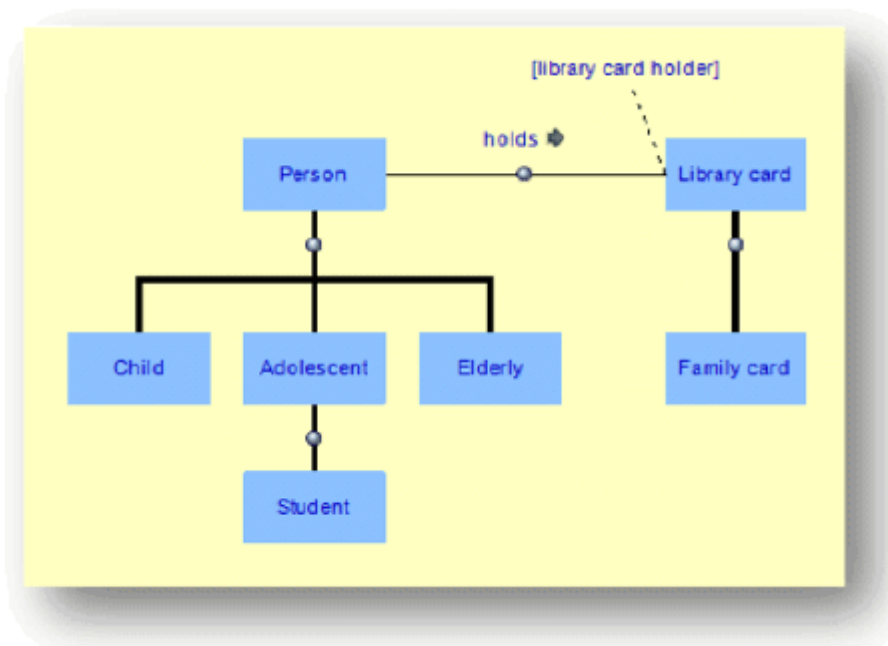 [library card holder]
holds
Person
Library card
Child
Adolescent
Elderly
Family card
Student